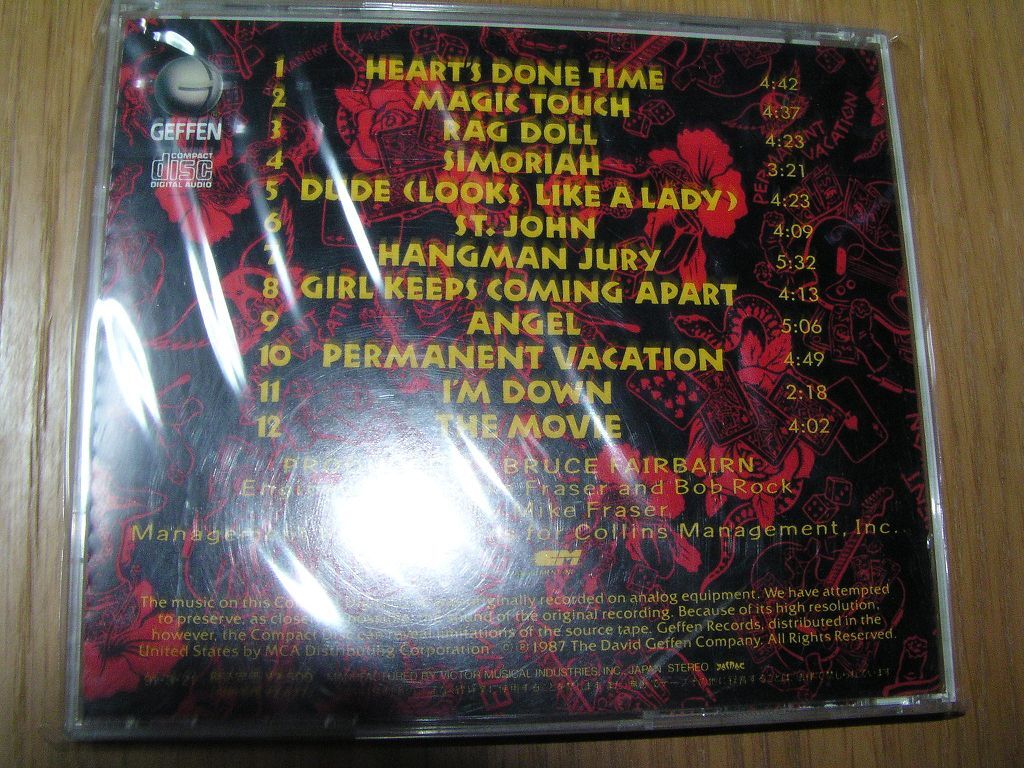 GEFFEN
COMPACT
disc
DIGITAL AUDIO
1 HEART'S DONE TIME 4:42
2 MAGIC TOUCH 4:37
3 RAG DOLL 4:23
4 SIMORIAH 3:21
5 DUDE (LOOKS LIKE A LADY) 4:23
6 ST. JOHN 4:09
7 HANGMAN JURY 5:32
8 GIRL KEEPS COMING APART 4:13
9 ANGEL 5:06
10 PERMANENT VACATION 4:49
11 I'M DOWN 2:18
12 THE MOVIE 4:02
BRUCE FAIRBAIRN
Fraser and Bob Rock
Mike Fraser
Management for Collins Management, Inc.
The music on this originally recorded on analog equipment. We have attempted
to preserve, as close sound of the original recording. Because of its high resolution,
however, the Compact Disc can reveal limitations of the source tape. Geffen Records, distributed in the
United States by MCA Distributing Corporation. © ℗ 1987 The David Geffen Company. All Rights Reserved.
MANUFACTURED BY VICTOR MUSICAL INDUSTRIES, INC., JAPAN STEREO